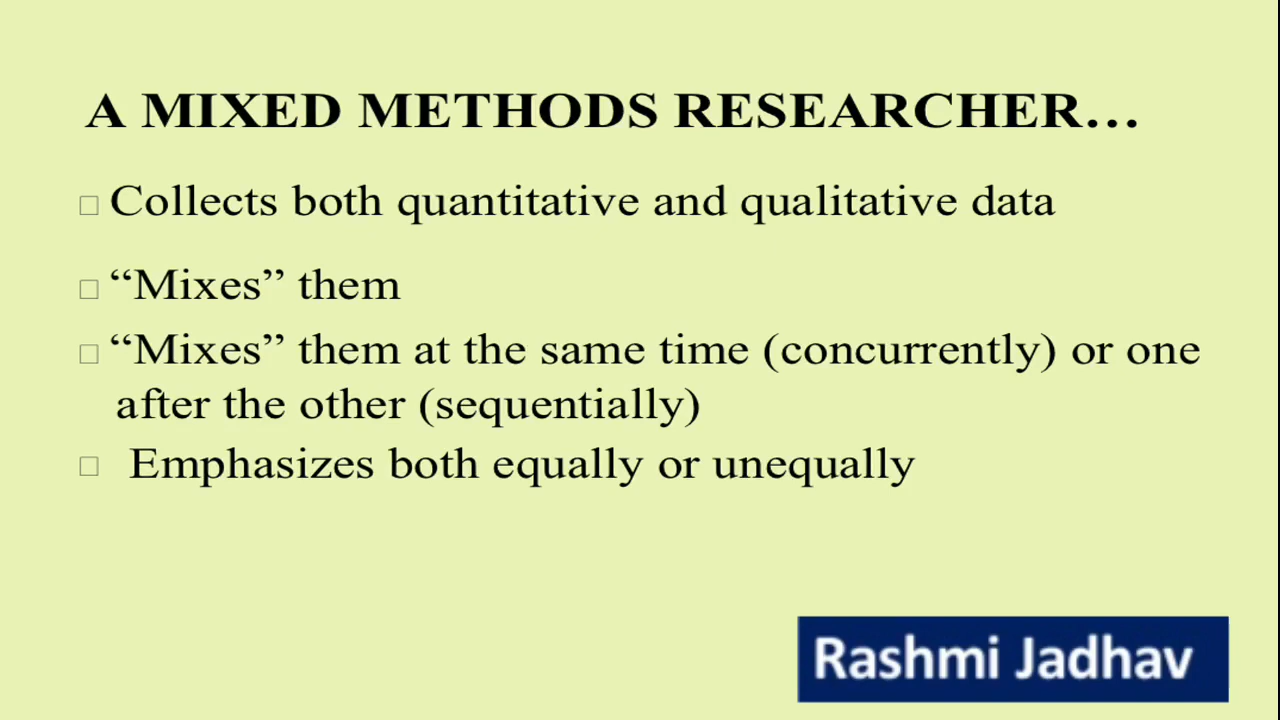 A MIXED METHODS RESEARCHER…
□ Collects both quantitative and qualitative data
□ “Mixes” them
□ “Mixes” them at the same time (concurrently) or one
after the other (sequentially)
□ Emphasizes both equally or unequally
Rashmi Jadhav